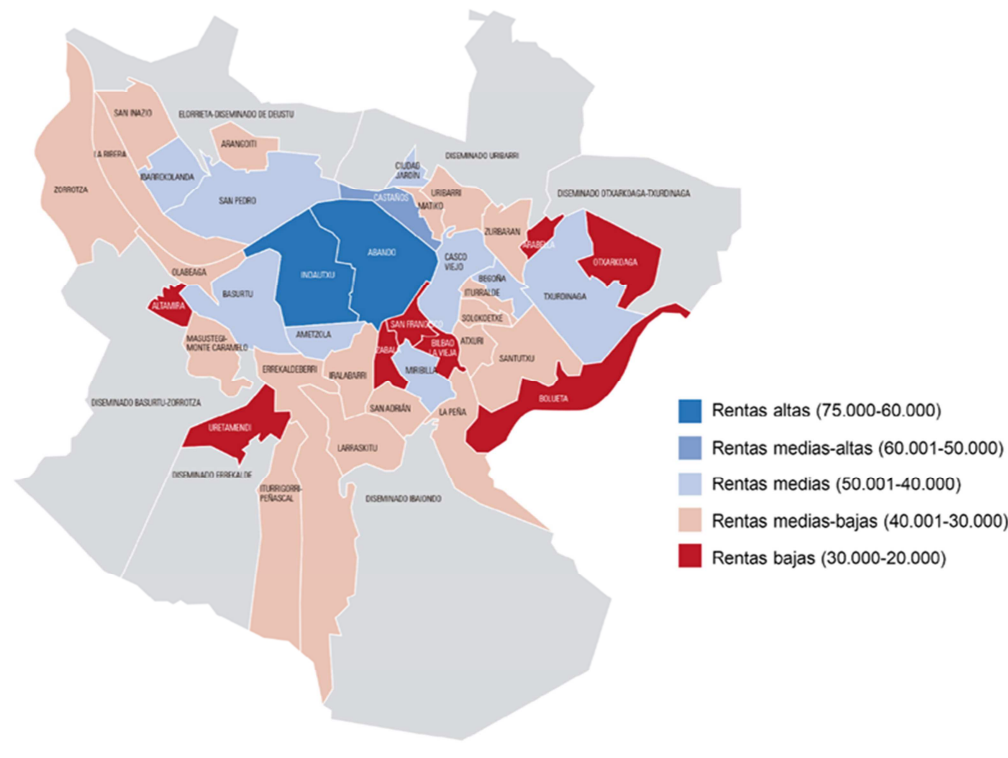 SAN INAZIO
ELORRIETA-DISEMINADO DE DEUSTU
ARANGOITI
LA RIBERA
DISEMINADO URIBARRI
CIUDAD
JARDÍN
IBARREKOLANDA
ZORROTZA
SAN PEDRO
CASTAÑOS
URIBARRI
MATIKO
DISEMINADO OTXARKOAGA-TXURDINAGA
ZURBARAN
ARABELLA
ABANDO
CASCO
VIEJO
OTXARKOAGA
OLABEAGA
INDAUTXU
BEGOÑA
BASURTU
ITURRALDE
TXURDINAGA
ALTAMIRA
SOLOKOETXE
SAN FRANCISCO
AMETZOLA
MASUSTEGI-
MONTE CARAMELO
ZABALA
BILBAO
LA VIEJA
ATXURI
SANTUTXU
ERREKALDEBERRI
IRALABARRI
MIRIBILLA
DISEMINADO BASURTU-ZORROTZA
SAN ADRIÁN
LA PEÑA
BOLUETA
URETAMENDI
LARRASKITU
DISEMINADO ERREKALDE
ITURRIGORRI-
PEÑASCAL
DISEMINADO IBAIONDO
Rentas altas (75.000-60.000)
Rentas medias-altas (60.001-50.000)
Rentas medias (50.001-40.000)
Rentas medias-bajas (40.001-30.000)
Rentas bajas (30.000-20.000)